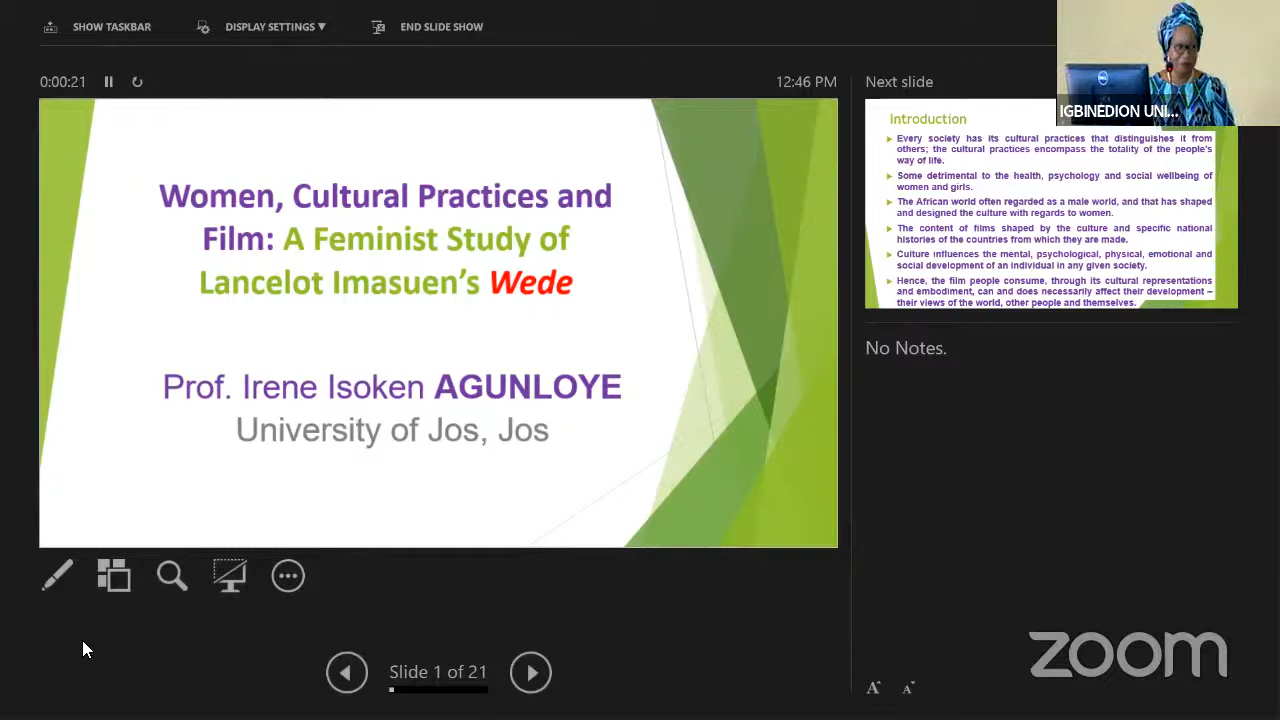 SHOW TASKBAR
DISPLAY SETTINGS ▼
END SLIDE SHOW
0:00:21
12:46 PM
Women, Cultural Practices and
Film: A Feminist Study of
Lancelot Imasuen’s Wede
Prof. Irene Isoken AGUNLOYE
University of Jos, Jos
Slide 1 of 21
Next slide
IGBINEDION UNI...
Introduction
Every society has its cultural practices that distinguishes it from
others; the cultural practices encompass the totality of the people's
way of life.
Some detrimental to the health, psychology and social wellbeing of
women and girls.
The African world often regarded as a male world, and that has shaped
and designed the culture with regards to women.
The content of films shaped by the culture and specific national
histories of the countries from which they are made.
Culture influences the mental, psychological, physical, emotional and
social development of an individual in any given society.
Hence, the film people consume, through its cultural representations
and embodiment, can and does necessarily affect their development –
their views of the world, other people and themselves.
No Notes.
A A
zoom